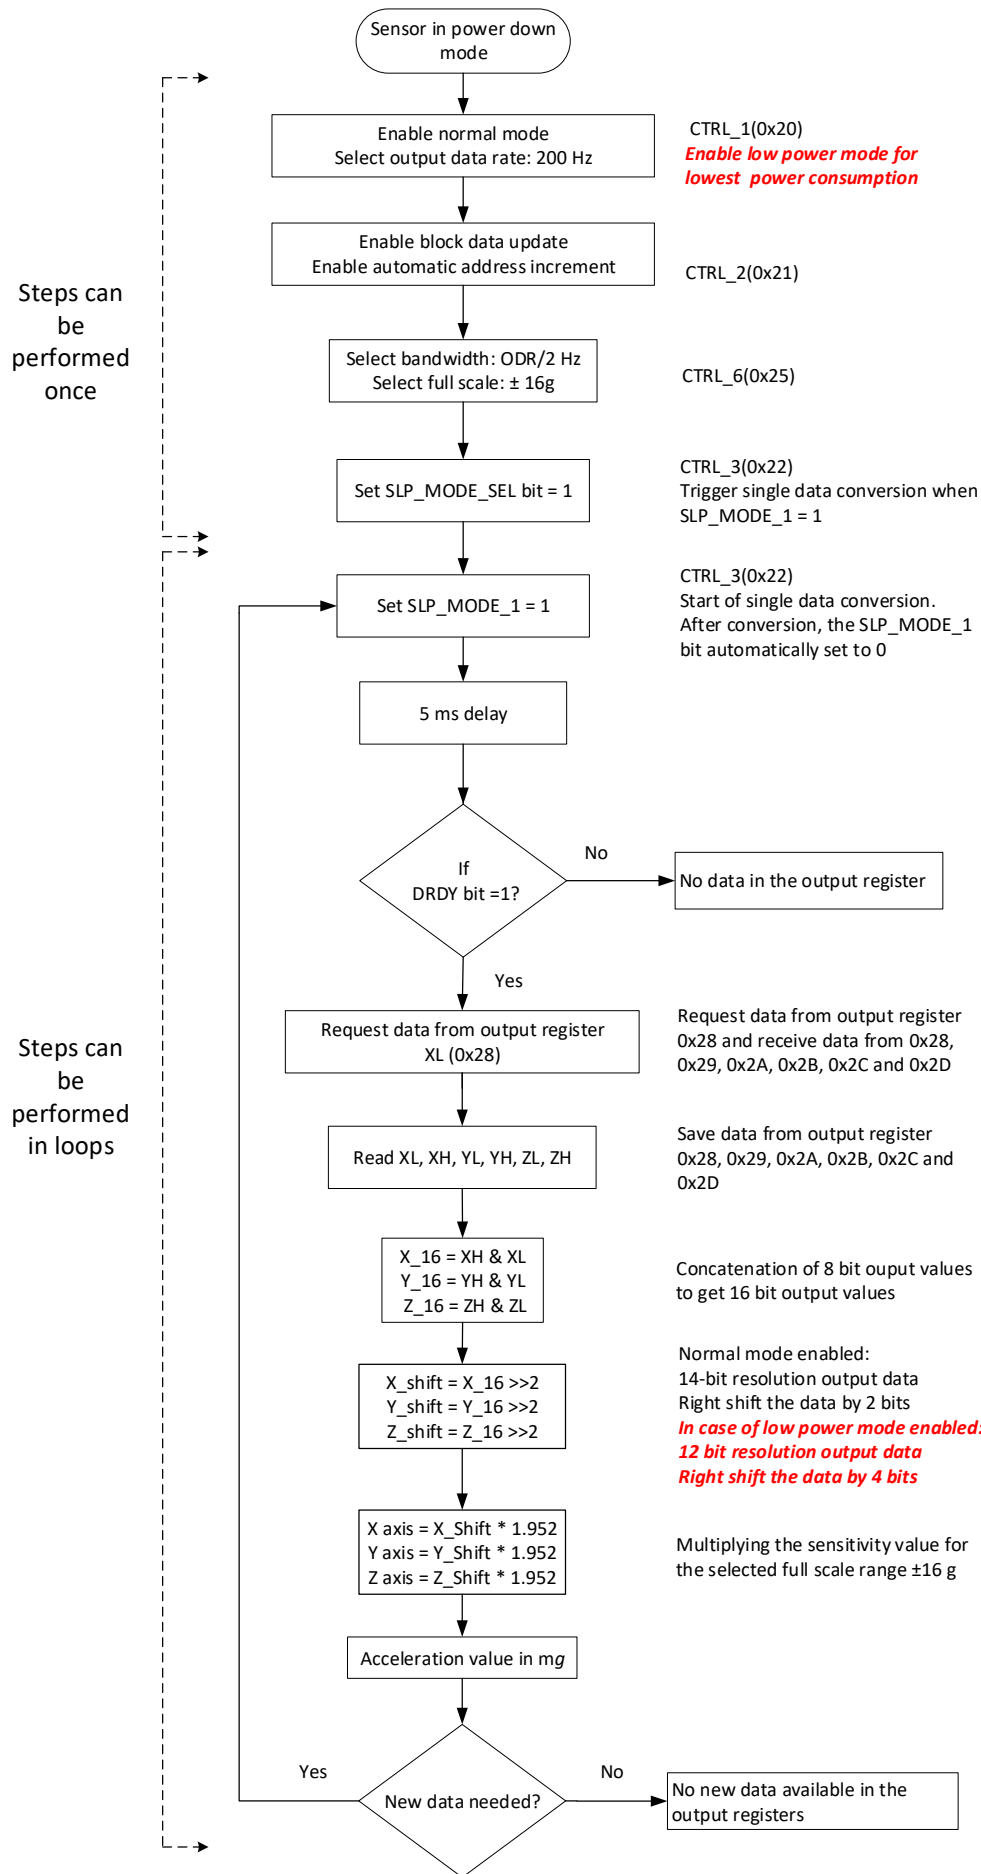 Sensor in power down
mode
Enable normal mode
Select output data rate: 200 Hz
CTRL_1(0x20)
Enable low power mode for
lowest power consumption
Enable block data update
Enable automatic address increment
CTRL_2(0x21)
Steps can
be
performed
once
Select bandwidth: ODR/2 Hz
Select full scale: ± 16g
CTRL_6(0x25)
Set SLP_MODE_SEL bit = 1
CTRL_3(0x22)
Trigger single data conversion when
SLP_MODE_1 = 1
Set SLP_MODE_1 = 1
CTRL_3(0x22)
Start of single data conversion.
After conversion, the SLP_MODE_1
bit automatically set to 0
5 ms delay
If
DRDY bit =1?
No
No data in the output register
Yes
Steps can
be
performed
in loops
Request data from output register
XL (0x28)
Request data from output register
0x28 and receive data from 0x28,
0x29, 0x2A, 0x2B, 0x2C and 0x2D
Read XL, XH, YL, YH, ZL, ZH
Save data from output register
0x28, 0x29, 0x2A, 0x2B, 0x2C and
0x2D
X_16 = XH & XL
Y_16 = YH & YL
Z_16 = ZH & ZL
Concatenation of 8 bit ouput values
to get 16 bit output values
X_shift = X_16 >>2
Y_shift = Y_16 >>2
Z_shift = Z_16 >>2
Normal mode enabled:
14-bit resolution output data
Right shift the data by 2 bits
In case of low power mode enabled:
12 bit resolution output data
Right shift the data by 4 bits
X axis = X_Shift * 1.952
Y axis = Y_Shift * 1.952
Z axis = Z_Shift * 1.952
Multiplying the sensitivity value for
the selected full scale range ±16 g
Acceleration value in mg
New data needed?
Yes
No
No new data available in the
output registers